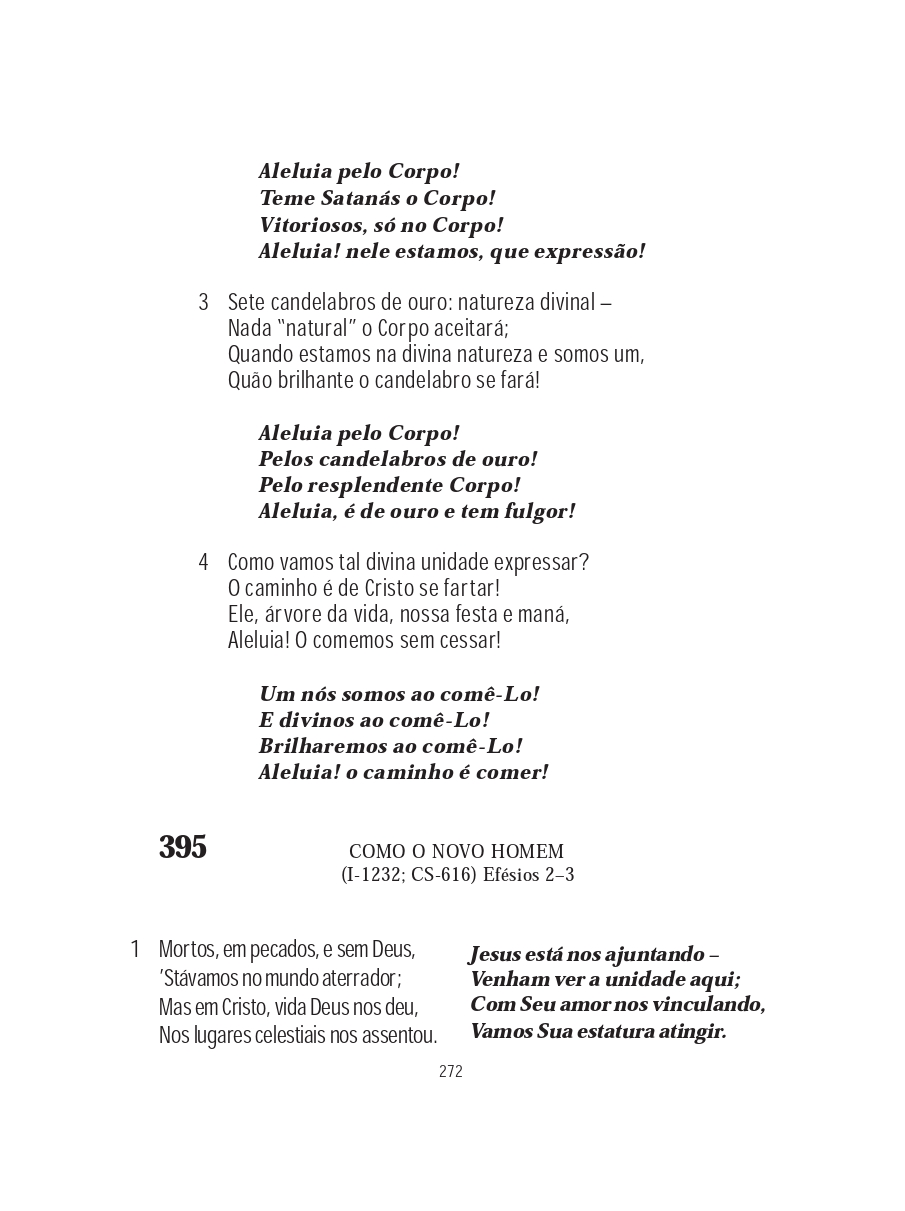 Aleluia pelo Corpo!
Teme Satanás o Corpo!
Vitoriosos, só no Corpo!
Aleluia! nele estamos, que expressão!
3 Sete candelabros de ouro: natureza divinal –
Nada “natural” o Corpo aceitará;
Quando estamos na divina natureza e somos um,
Quão brilhante o candelabro se fará!
Aleluia pelo Corpo!
Pelos candelabros de ouro!
Pelo resplendente Corpo!
Aleluia, é de ouro e tem fulgor!
4 Como vamos tal divina unidade expressar?
O caminho é de Cristo se fartar!
Ele, árvore da vida, nossa festa e maná,
Aleluia! O comemos sem cessar!
Um nós somos ao comê-Lo!
E divinos ao comê-Lo!
Brilharemos ao comê-Lo!
Aleluia! o caminho é comer!
395 COMO O NOVO HOMEM
(I-1232; CS-616) Efésios 2–3
1 Mortos, em pecados, e sem Deus,
’Stávamos no mundo aterrador;
Mas em Cristo, vida Deus nos deu,
Nos lugares celestiais nos assentou.
Jesus está nos ajuntando –
Venham ver a unidade aqui;
Com Seu amor nos vinculando,
Vamos Sua estatura atingir.
272